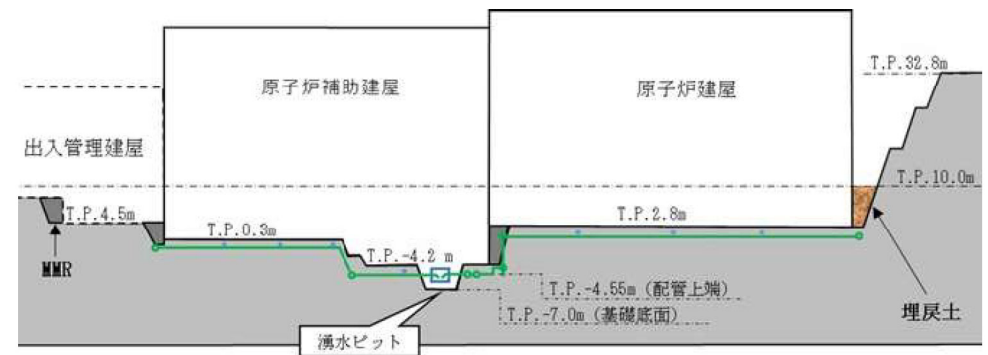 T.P.32.8m
原子炉補助建屋
原子炉建屋
出入管理建屋
T.P.10.0m
T.P.4.5m
T.P.0.3m
T.P.2.8m
T.P.-4.2 m
MMR
T.P.-4.55m（配管上端）
T.P.-7.0m（基礎底面）
埋戻土
湧水ピット